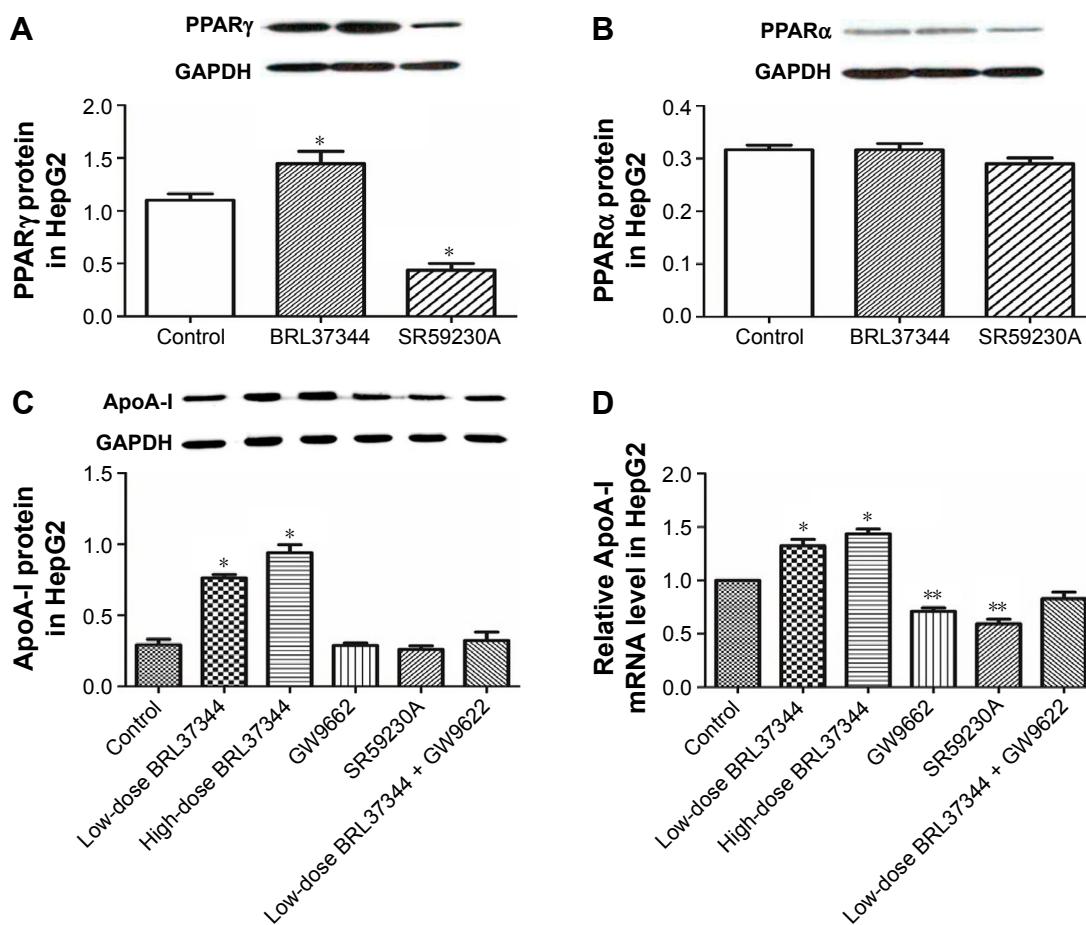 A
PPARγ
GAPDH
PPARγ protein
in HepG2
2.0
1.5
1.0
0.5
0.0
*
*
Control
BRL37344
SR59230A
B
PPARα
GAPDH
PPARα protein
in HepG2
0.4
0.3
0.2
0.1
0.0
Control
BRL37344
SR59230A
C
ApoA-I
GAPDH
ApoA-I protein
in HepG2
1.5
1.0
0.5
0.0
*
*
Control
Low-dose BRL37344
High-dose BRL37344
GW9662
SR59230A
Low-dose BRL37344 + GW9622
D
Relative ApoA-I
mRNA level in HepG2
2.0
1.5
1.0
0.5
0.0
*
*
**
**
Control
Low-dose BRL37344
High-dose BRL37344
GW9662
SR59230A
Low-dose BRL37344 + GW9622